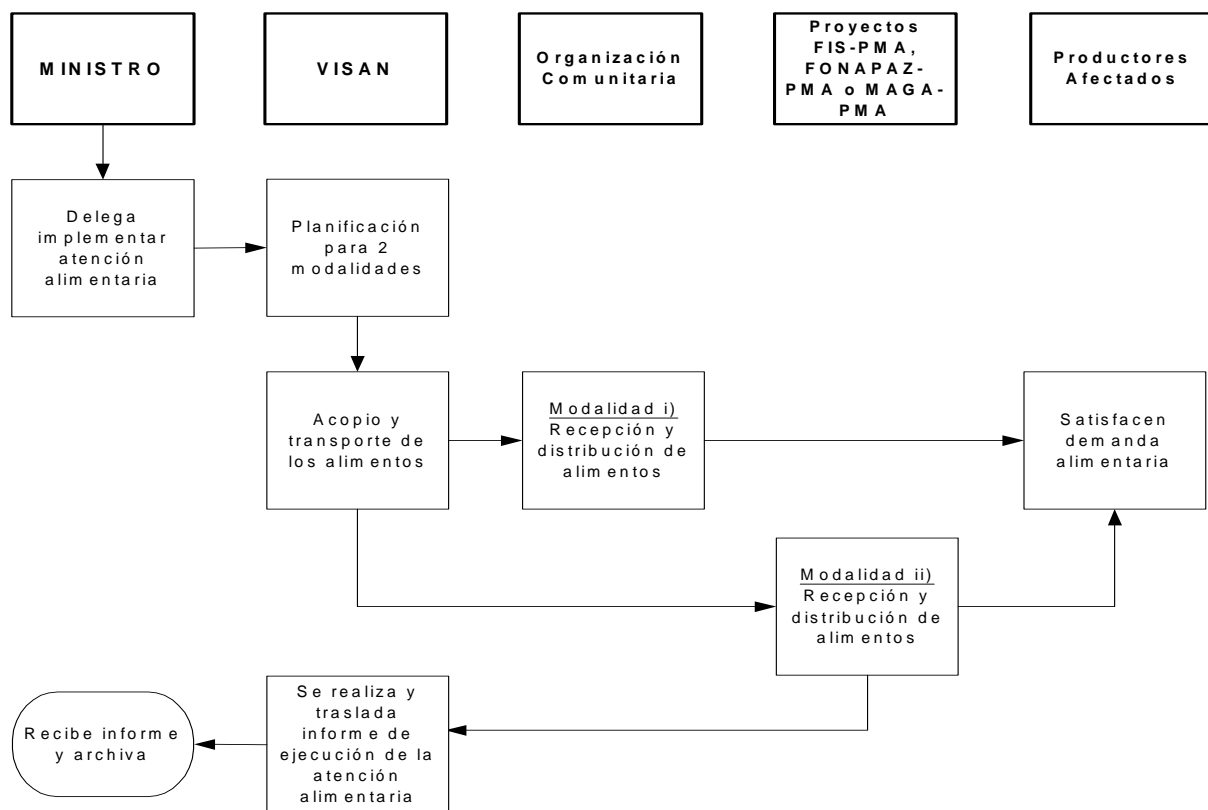 MINISTRO
VISAN
Organización
Comunitaria
Proyectos
FIS-PMA,
FONAPAZ-
PMA o MAGA-
PMA
Productores
Afectados
Delega
implementar
atención
alimentaria
Planificación
para 2
modalidades
Acopio y
transporte de
los alimentos
Modalidad i)
Recepción y
distribución de
alimentos
Satisfacen
demanda
alimentaria
Modalidad ii)
Recepción y
distribución de
alimentos
Recibe informe
y archiva
Se realiza y
traslada
informe de
ejecución de la
atención
alimentaria